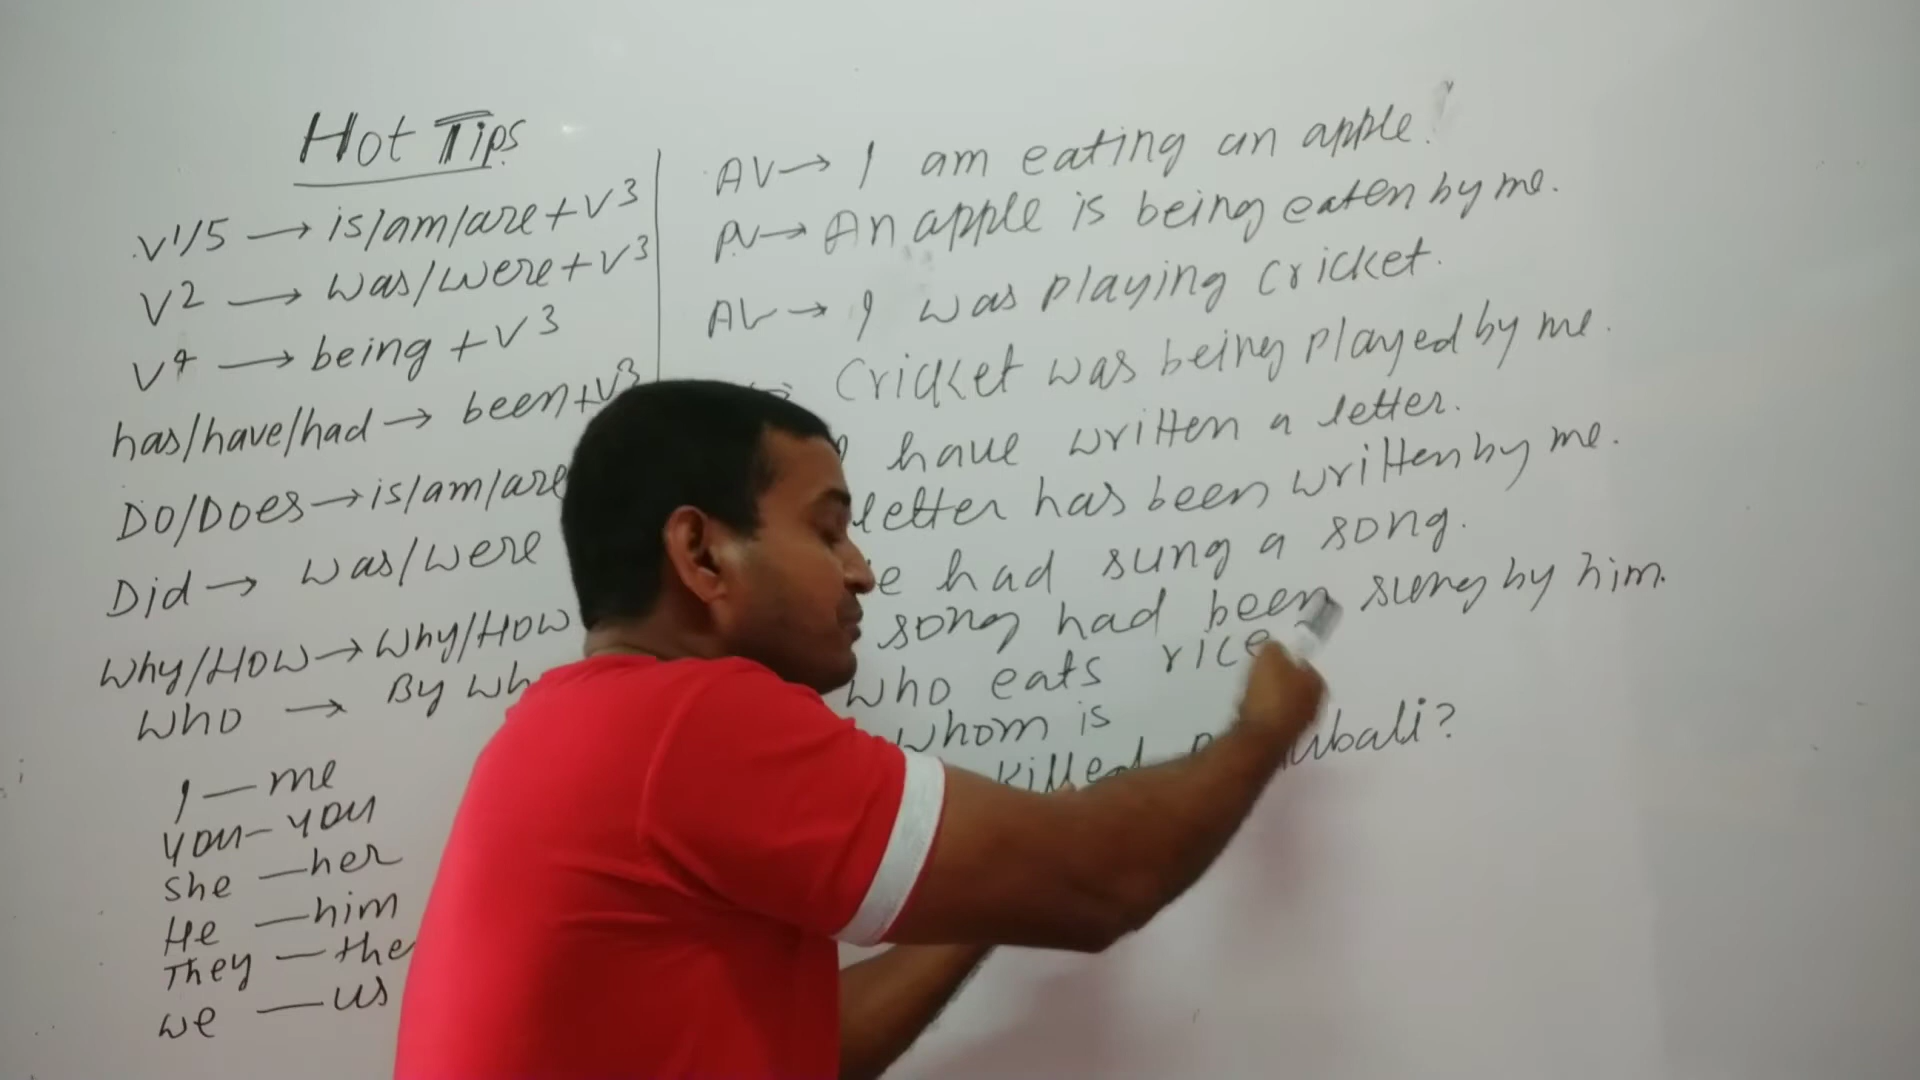 Hot Tips
V1/5 → is/am/are+V3
V2 → was/were+V3
V4 → being+V3
has/have/had → been+V3
DO/DOES → is/am/are
Did → was/were
Why/HOW → Why/HOW
Who → By
I — me
You — You
She — her
He — him
They —
we — us
AV → I am eating an apple.
PV → An apple is being eaten by me.
AV → I was playing cricket.
Cricket was being played by me.
I have written a letter.
letter has been written by me.
had sung a song.
song had been sung by him.
Who eats rice
whom is
killed